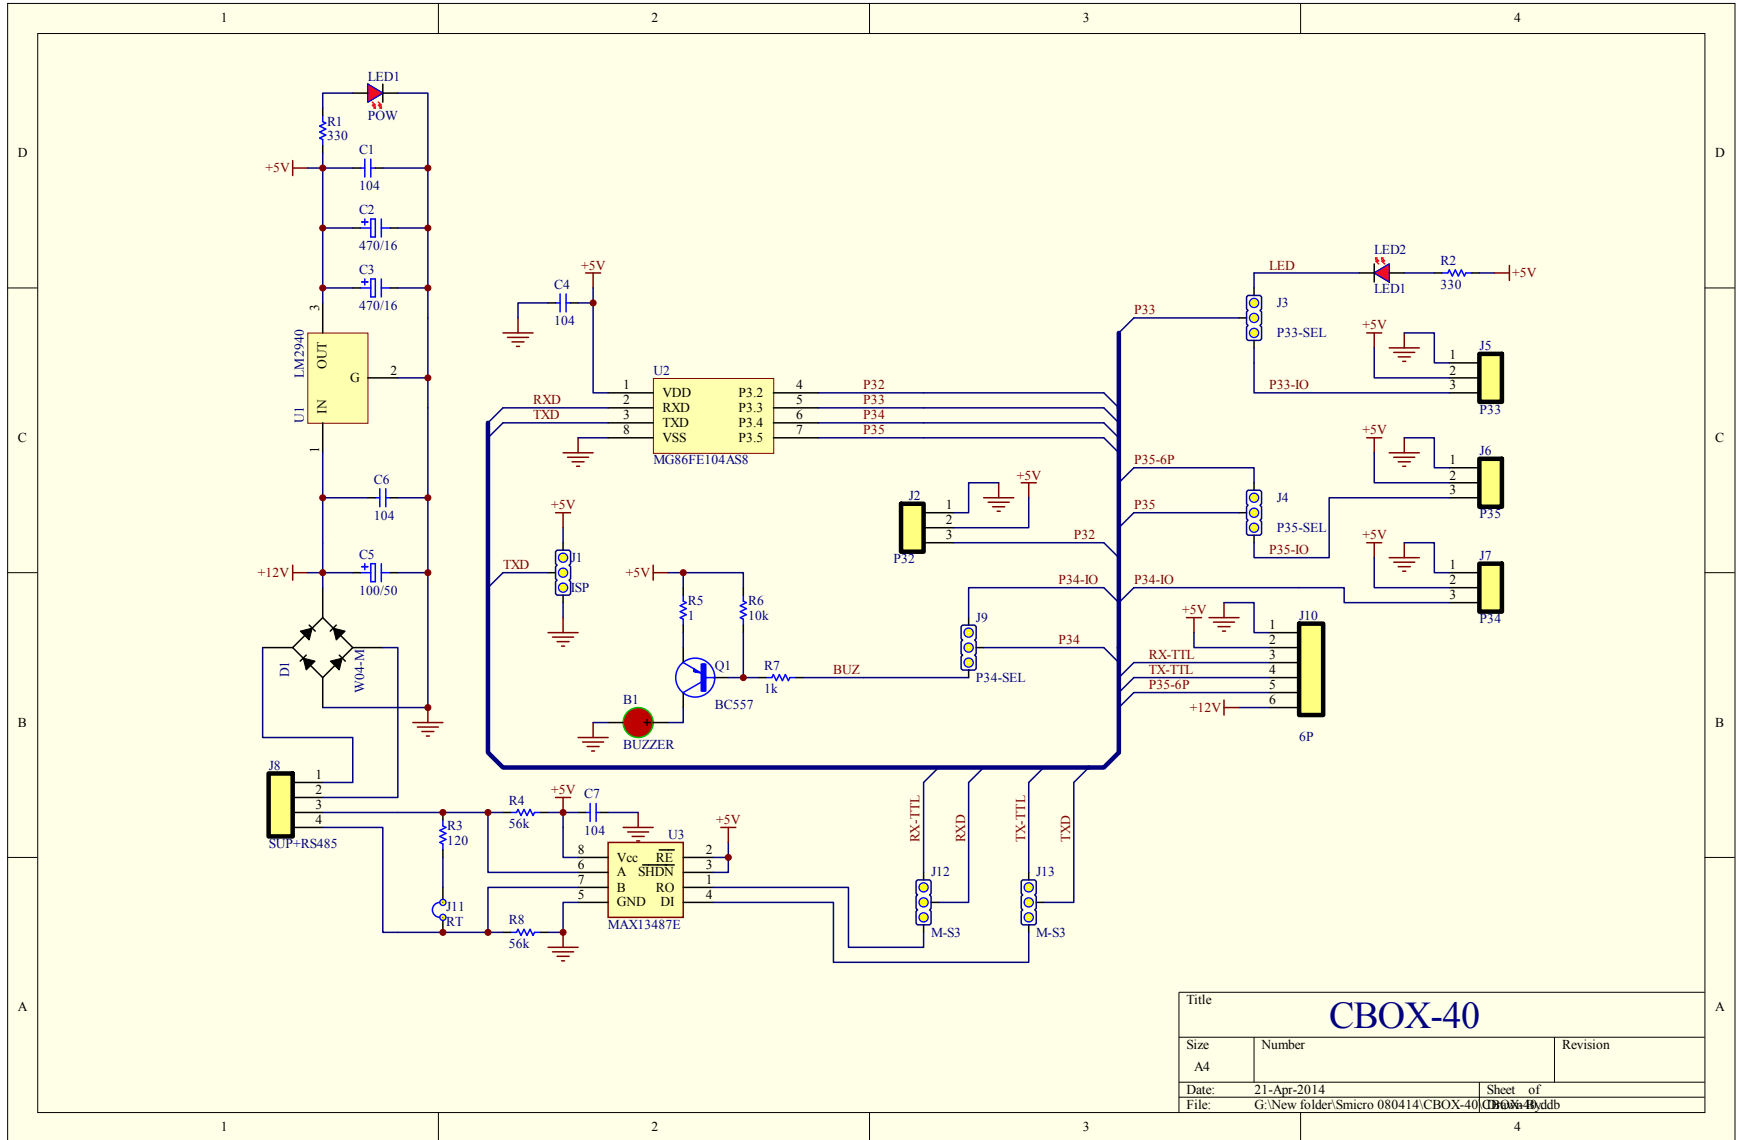 1 2 3 4
D
C
B
A
D
C
B
A
LED1
POW
R1
330
+5V
C1
104
C2
470/16
C3
470/16
3
LM2940
U1
OUT
G
IN
2
1
C6
104
+12V
C5
100/50
D1
W04-M
J8
1
2
3
4
SUP+RS485
R3
120
J11
RT
R4
56k
R8
56k
+5V
C7
104
U3
+5V
8 Vcc RE 2
6 A SHDN 3
7 B RO 1
5 GND DI 4
MAX13487E
+5V
C4
104
U2
RXD
TXD
1 VDD P3.2 4 P32
2 RXD P3.3 5 P33
3 TXD P3.4 6 P34
8 VSS P3.5 7 P35
MG86FE104AS8
+5V
TXD
J1
ISP
+5V
R5
1
R6
10k
Q1
BC557
R7
1k
BUZ
B1
BUZZER
J2
1
2
3
P32
+5V
P32
P34-IO
J9
P34
P34-SEL
RX-TTL
RXD
TX-TTL
TXD
J12
M-S3
J13
M-S3
LED
LED2
LED1
R2
330
+5V
P33
J3
P33-SEL
P33-IO
+5V
J5
1
2
3
P33
P35-6P
P35
J4
P35-SEL
P35-IO
+5V
J6
1
2
3
P35
P34-IO
+5V
J7
1
2
3
P34
+5V
J10
1
2
RX-TTL 3
TX-TTL 4
P35-6P 5
+12V 6
6P
Title
CBOX-40
Size
A4
Number
Revision
Date: 21-Apr-2014 Sheet of
File: G:\New folder\Smicro 080414\CBOX-40\
1 2 3 4